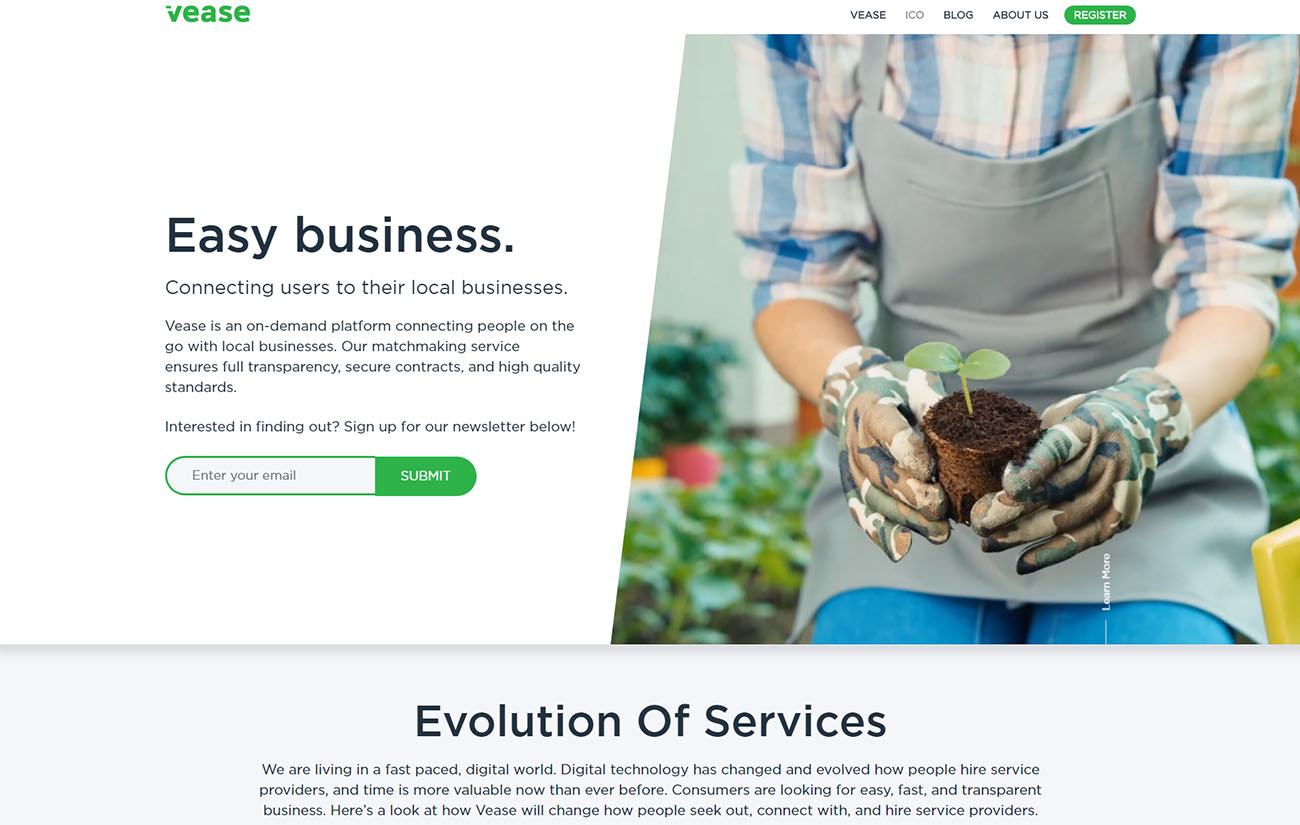 vease
VEASE ICO BLOG ABOUT US REGISTER
Easy business.
Connecting users to their local businesses.
Vease is an on-demand platform connecting people on the
go with local businesses. Our matchmaking service
ensures full transparency, secure contracts, and high quality
standards.
Interested in finding out? Sign up for our newsletter below!
Enter your email SUBMIT
Learn More
Evolution Of Services
We are living in a fast paced, digital world. Digital technology has changed and evolved how people hire service
providers, and time is more valuable now than ever before. Consumers are looking for easy, fast, and transparent
business. Here's a look at how Vease will change how people seek out, connect with, and hire service providers.